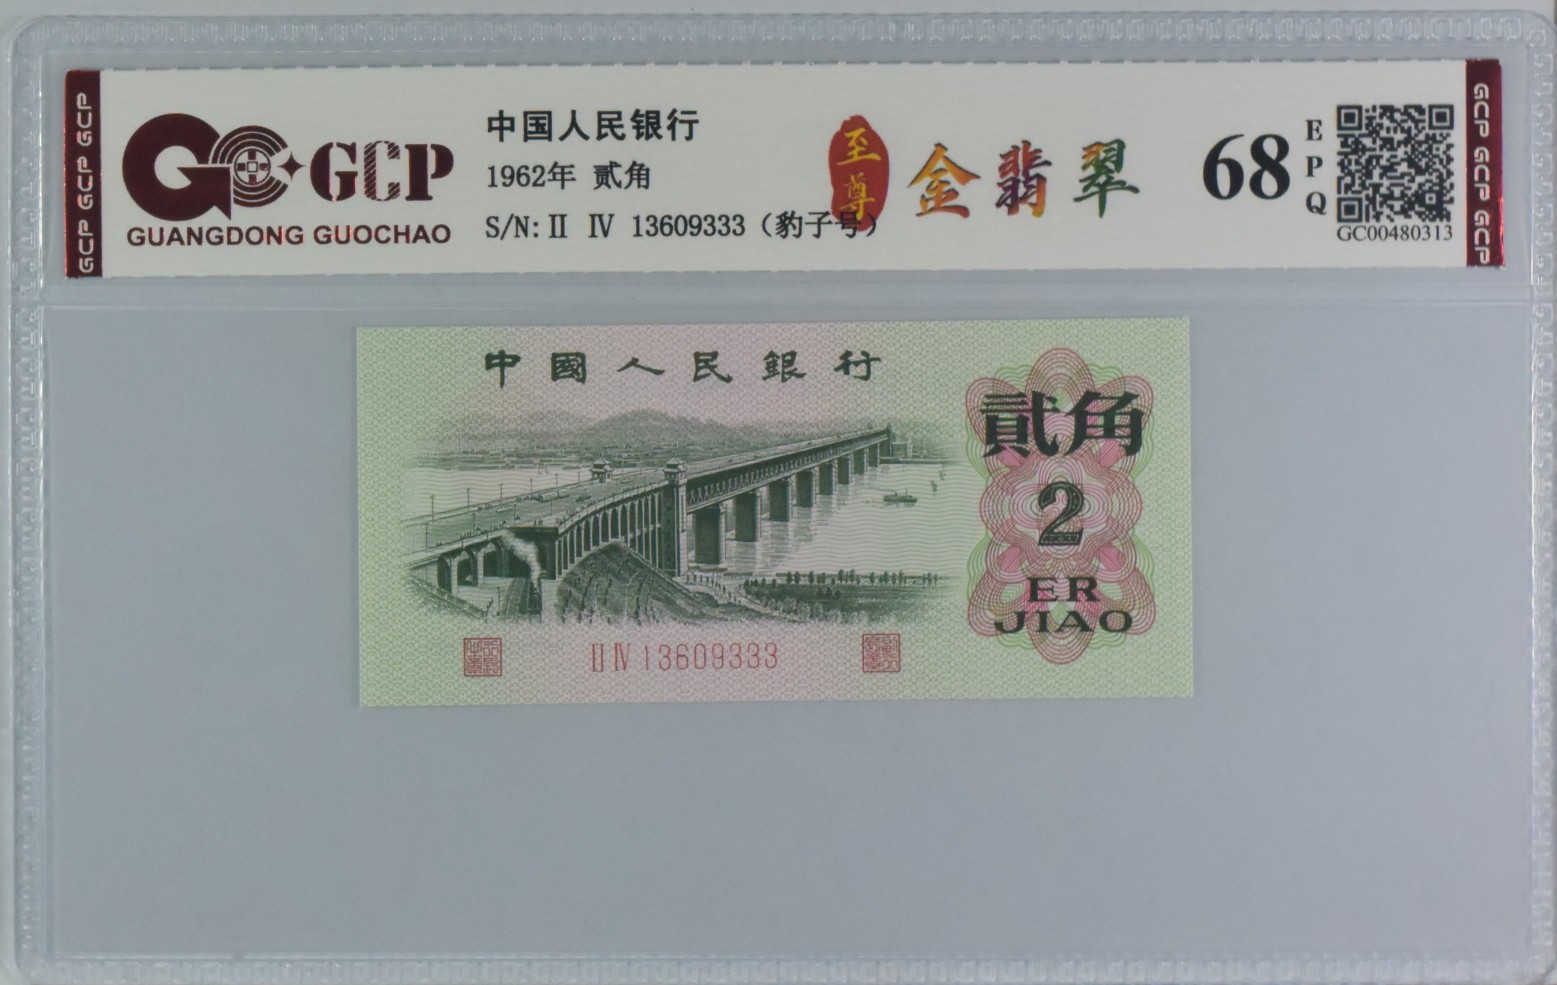 GCP GCP GCP
GCP
GUANGDONG GUOCHAO
中国人民银行
1962年 贰角
S/N: II IV 13609333（豹子号）
至尊
金翡翠
68
EPQ
GC00480313
GCP GCP GCP
中國人民銀行
貳角
2
ER
JIAO
II IV 13609333